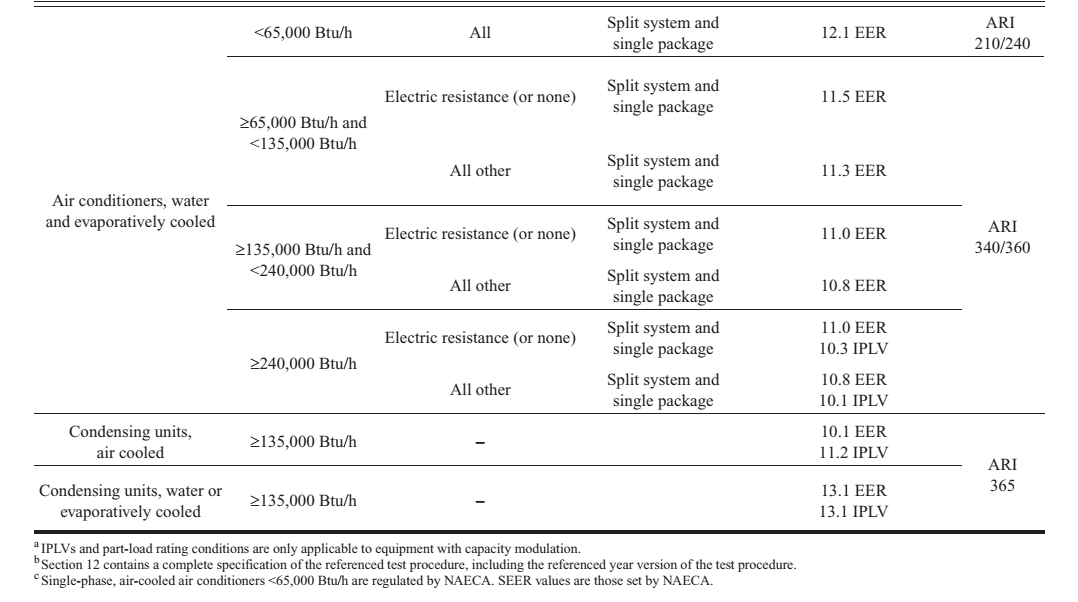 <65,000 Btu/h
All
Split system and
single package
12.1 EER
ARI
210/240
Air conditioners, water
and evaporatively cooled
≥65,000 Btu/h and
<135,000 Btu/h
Electric resistance (or none)
Split system and
single package
11.5 EER
All other
Split system and
single package
11.3 EER
ARI
340/360
≥135,000 Btu/h and
<240,000 Btu/h
Electric resistance (or none)
Split system and
single package
11.0 EER
All other
Split system and
single package
10.8 EER
≥240,000 Btu/h
Electric resistance (or none)
Split system and
single package
11.0 EER
10.3 IPLV
All other
Split system and
single package
10.8 EER
10.1 IPLV
Condensing units,
air cooled
≥135,000 Btu/h
–
10.1 EER
11.2 IPLV
ARI
365
Condensing units, water or
evaporatively cooled
≥135,000 Btu/h
–
13.1 EER
13.1 IPLV
a IPLVs and part-load rating conditions are only applicable to equipment with capacity modulation.
b Section 12 contains a complete specification of the referenced test procedure, including the referenced year version of the test procedure.
c Single-phase, air-cooled air conditioners <65,000 Btu/h are regulated by NAECA. SEER values are those set by NAECA.